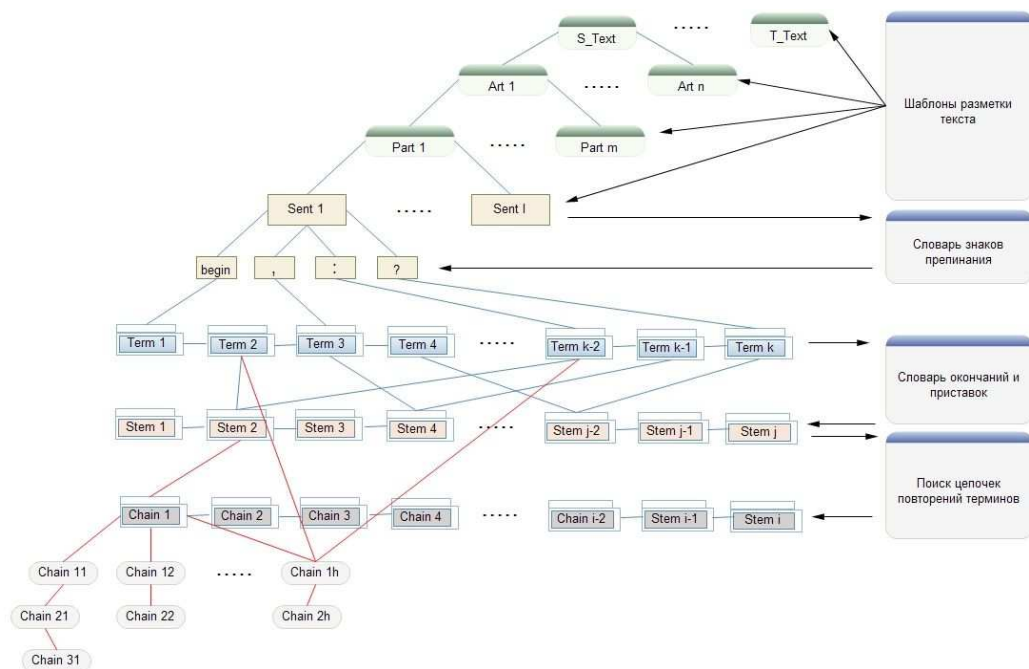 S_Text ..... T_Text
Art 1 ..... Art n
Шаблоны разметки
текста
Part 1 ..... Part m
Sent 1 ..... Sent l
Словарь знаков
препинания
begin , : ?
Term 1 Term 2 Term 3 Term 4 ..... Term k-2 Term k-1 Term k
Словарь окончаний и
приставок
Stem 1 Stem 2 Stem 3 Stem 4 ..... Stem j-2 Stem j-1 Stem j
Поиск цепочек
повторений терминов
Chain 1 Chain 2 Chain 3 Chain 4 ..... Chain i-2 Stem i-1 Stem i
Chain 11 Chain 12 ..... Chain 1h
Chain 21 Chain 22 Chain 2h
Chain 31